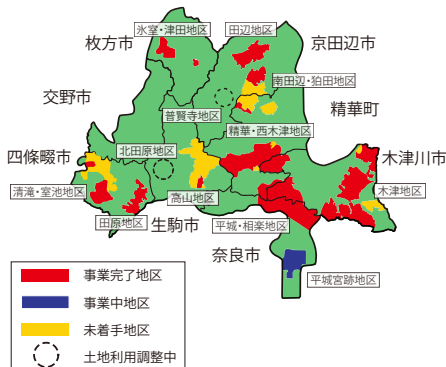 氷室・津田地区
田辺地区
枚方市
京田辺市
南田辺・狛田地区
交野市
普賢寺地区
精華町
精華・西木津地区
北田原地区
四條畷市
木津川市
清滝・室池地区
木津地区
高山地区
田原地区
生駒市
平城・相楽地区
奈良市
平城宮跡地区
事業完了地区
事業中地区
未着手地区
土地利用調整中